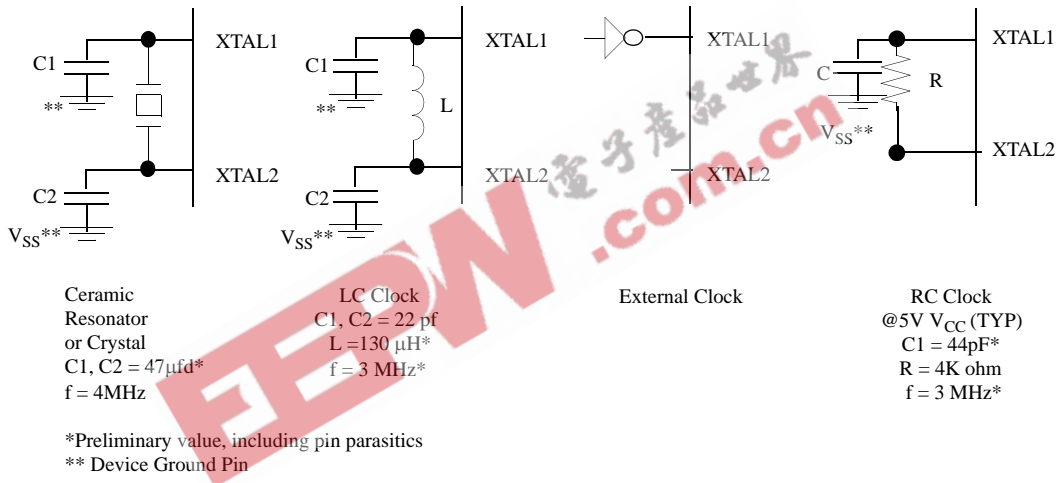 XTAL1
C1
**
XTAL2
C2
VSS**
XTAL1
C1
**
L
XTAL2
C2
VSS**
XTAL1
XTAL2
XTAL1
C
R
VSS**
XTAL2
Ceramic
Resonator
or Crystal
C1, C2 = 47μfd*
f = 4MHz
LC Clock
C1, C2 = 22 pf
L =130 μH*
f = 3 MHz*
External Clock
RC Clock
@5V VCC (TYP)
C1 = 44pF*
R = 4K ohm
f = 3 MHz*
*Preliminary value, including pin parasitics
** Device Ground Pin
EEPW
.com.cn
電子產品世界